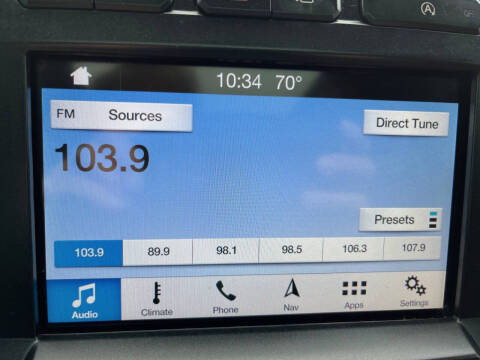 10:34 70°
FM Sources
Direct Tune
103.9
Presets
103.9 89.9 98.1 98.5 106.3 107.9
Audio Climate Phone Nav Apps Settings